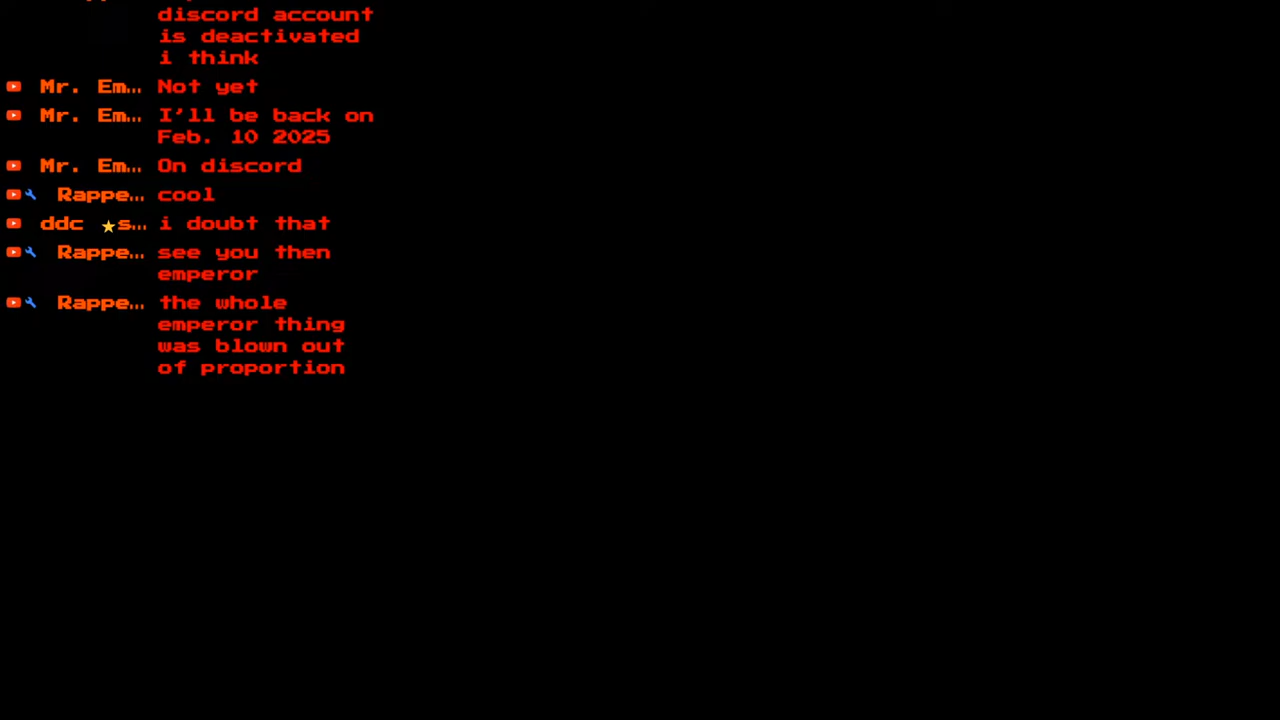 discord account
is deactivated
i think
Mr. Em… Not yet
Mr. Em… I'll be back on
Feb. 10 2025
Mr. Em… On discord
Rappe… cool
ddc ★s… i doubt that
Rappe… see you then
emperor
Rappe… the whole
emperor thing
was blown out
of proportion